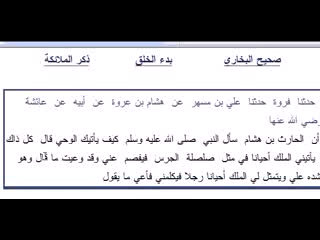 صحيح البخاري بدء الخلق ذكر الملائكة
حدثنا فروة حدثنا علي بن مسهر عن هشام بن عروة عن أبيه عن عائشة
رضي الله عنها
أن الحارث بن هشام سأل النبي صلى الله عليه وسلم كيف يأتيك الوحي قال كل ذاك
يأتيني الملك أحيانا في مثل صلصلة الجرس فيفصم عني وقد وعيت ما قال وهو
أشده علي ويتمثل لي الملك أحيانا رجلا فيكلمني فأعي ما يقول